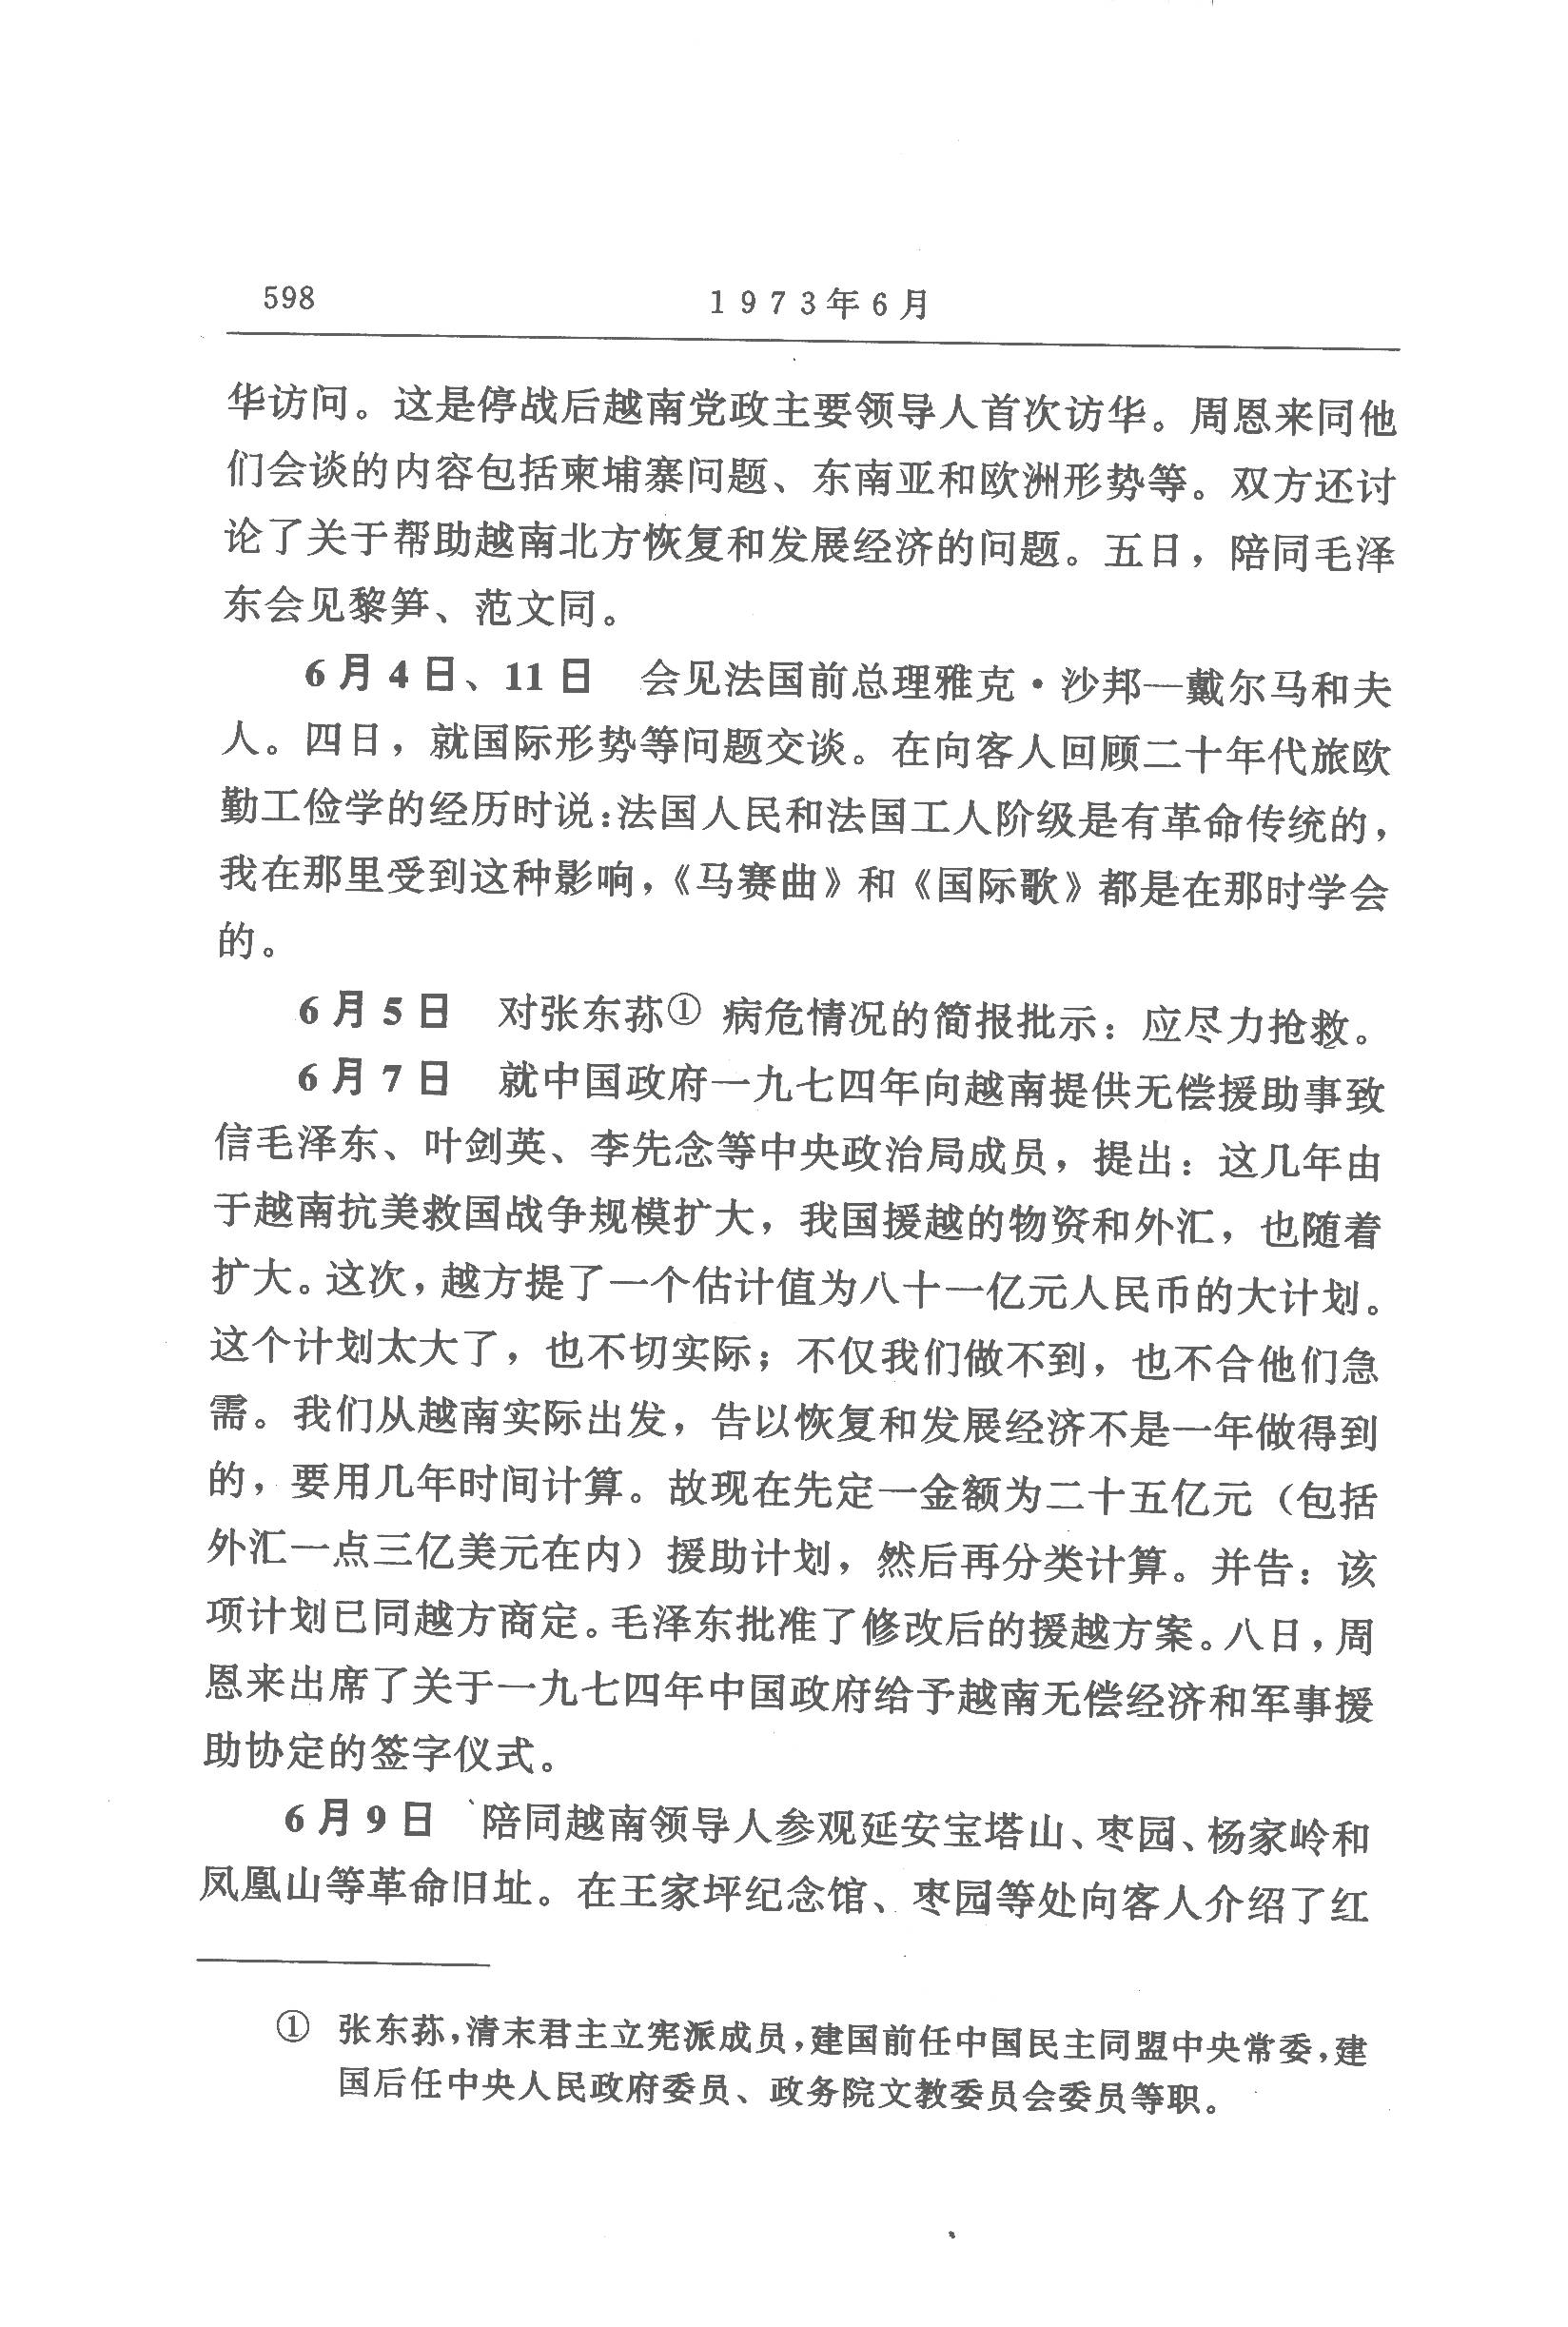 598
1973年6月
华访问。这是停战后越南党政主要领导人首次访华。周恩来同他
们会谈的内容包括柬埔寨问题、东南亚和欧洲形势等。双方还讨
论了关于帮助越南北方恢复和发展经济的问题。五日，陪同毛泽
东会见黎笋、范文同。
6月4日、11日 会见法国前总理雅克·沙邦—戴尔马和夫
人。四日，就国际形势等问题交谈。在向客人回顾二十年代旅欧
勤工俭学的经历时说：法国人民和法国工人阶级是有革命传统的，
我在那里受到这种影响，《马赛曲》和《国际歌》都是在那时学会
的。
6月5日 对张东荪① 病危情况的简报批示：应尽力抢救。
6月7日 就中国政府一九七四年向越南提供无偿援助事致
信毛泽东、叶剑英、李先念等中央政治局成员，提出：这几年由
于越南抗美救国战争规模扩大，我国援越的物资和外汇，也随着
扩大。这次，越方提了一个估计值为八十一亿元人民币的大计划。
这个计划太大了，也不切实际；不仅我们做不到，也不合他们急
需。我们从越南实际出发，告以恢复和发展经济不是一年做得到
的，要用几年时间计算。故现在先定一金额为二十五亿元（包括
外汇一点三亿美元在内）援助计划，然后再分类计算。并告：该
项计划已同越方商定。毛泽东批准了修改后的援越方案。八日，周
恩来出席了关于一九七四年中国政府给予越南无偿经济和军事援
助协定的签字仪式。
6月9日 陪同越南领导人参观延安宝塔山、枣园、杨家岭和
凤凰山等革命旧址。在王家坪纪念馆、枣园等处向客人介绍了红
① 张东荪，清末君主立宪派成员，建国前任中国民主同盟中央常委，建
国后任中央人民政府委员、政务院文教委员会委员等职。